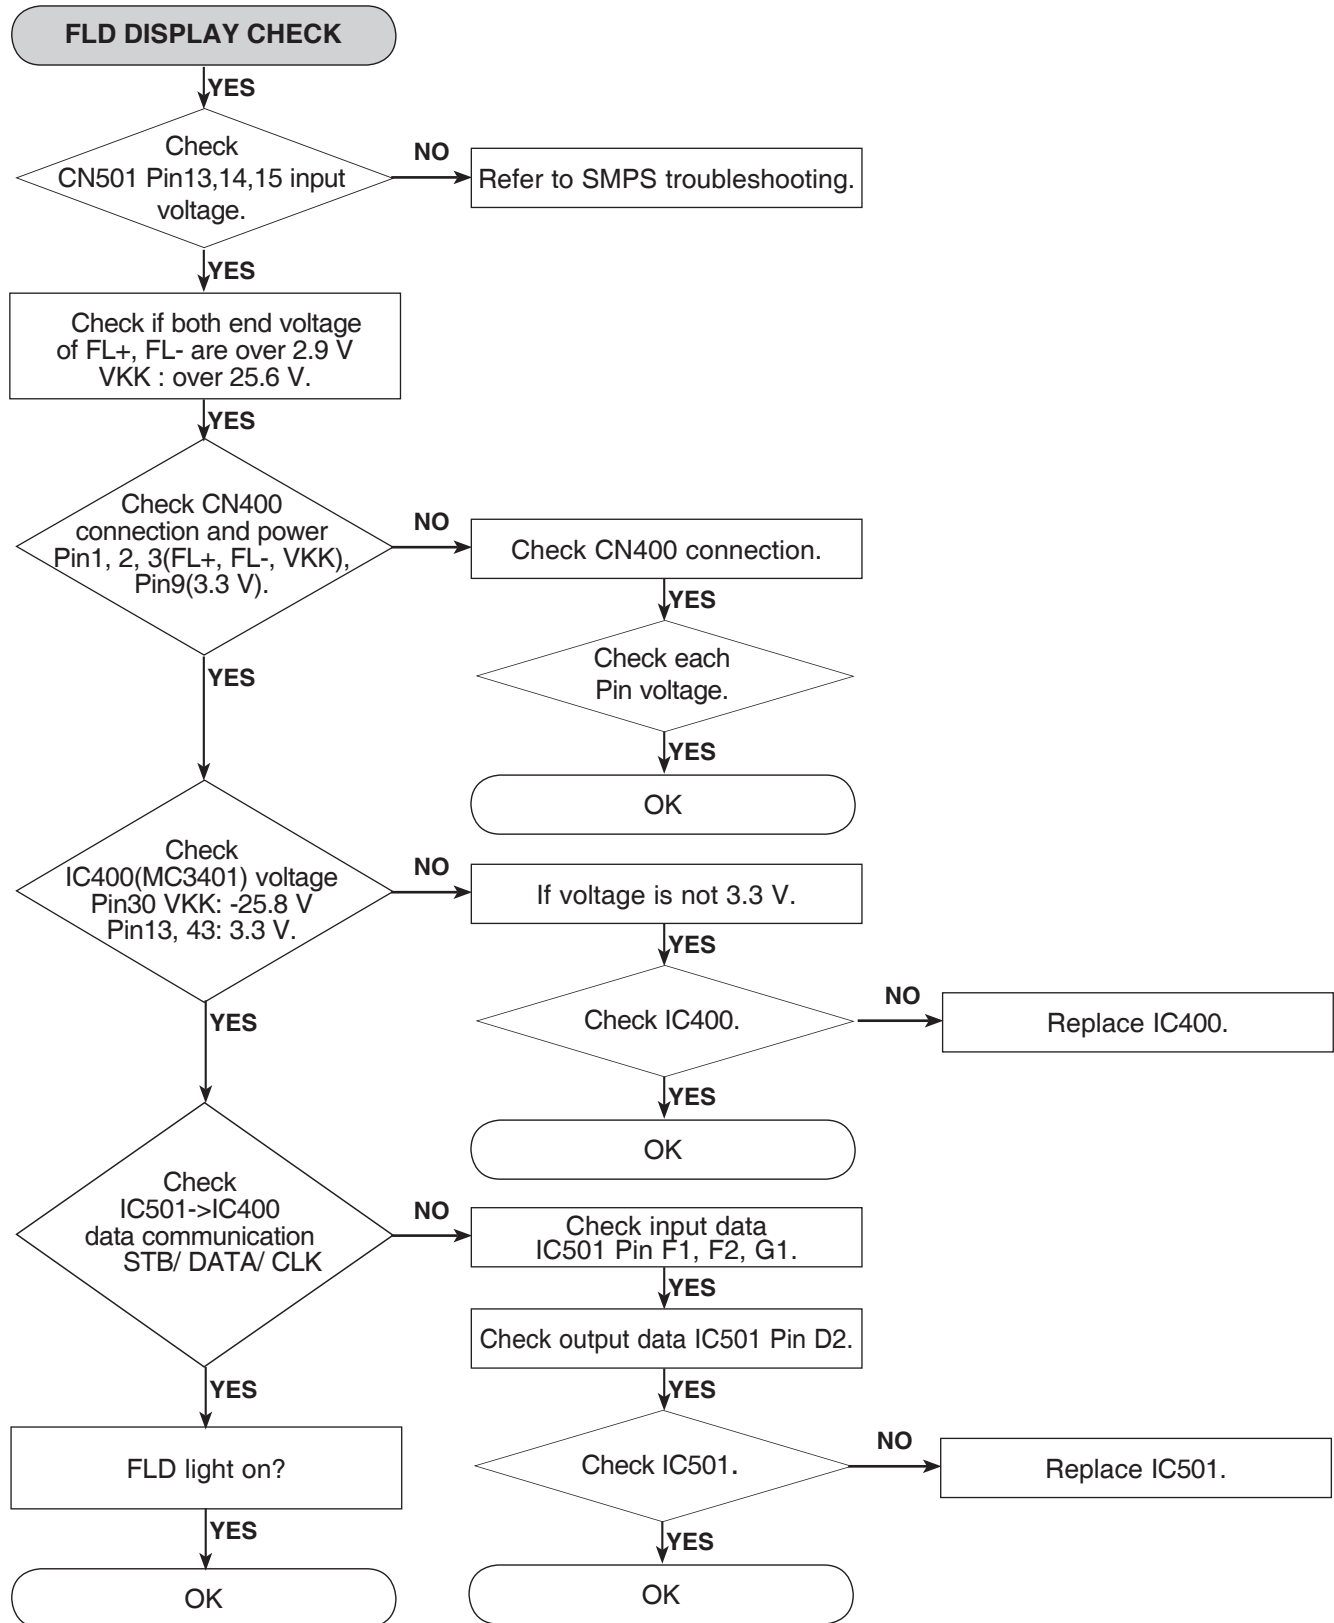 FLD DISPLAY CHECK
YES
Check
CN501 Pin13,14,15 input
voltage.
NO
Refer to SMPS troubleshooting.
YES
Check if both end voltage
of FL+, FL- are over 2.9 V
VKK : over 25.6 V.
YES
Check CN400
connection and power
Pin1, 2, 3(FL+, FL-, VKK),
Pin9(3.3 V).
NO
Check CN400 connection.
YES
Check each
Pin voltage.
YES
OK
YES
Check
IC400(MC3401) voltage
Pin30 VKK: -25.8 V
Pin13, 43: 3.3 V.
NO
If voltage is not 3.3 V.
YES
Check IC400.
NO
Replace IC400.
YES
OK
YES
Check
IC501->IC400
data communication
STB/ DATA/ CLK
NO
Check input data
IC501 Pin F1, F2, G1.
YES
Check output data IC501 Pin D2.
YES
Check IC501.
NO
Replace IC501.
YES
OK
YES
FLD light on?
YES
OK